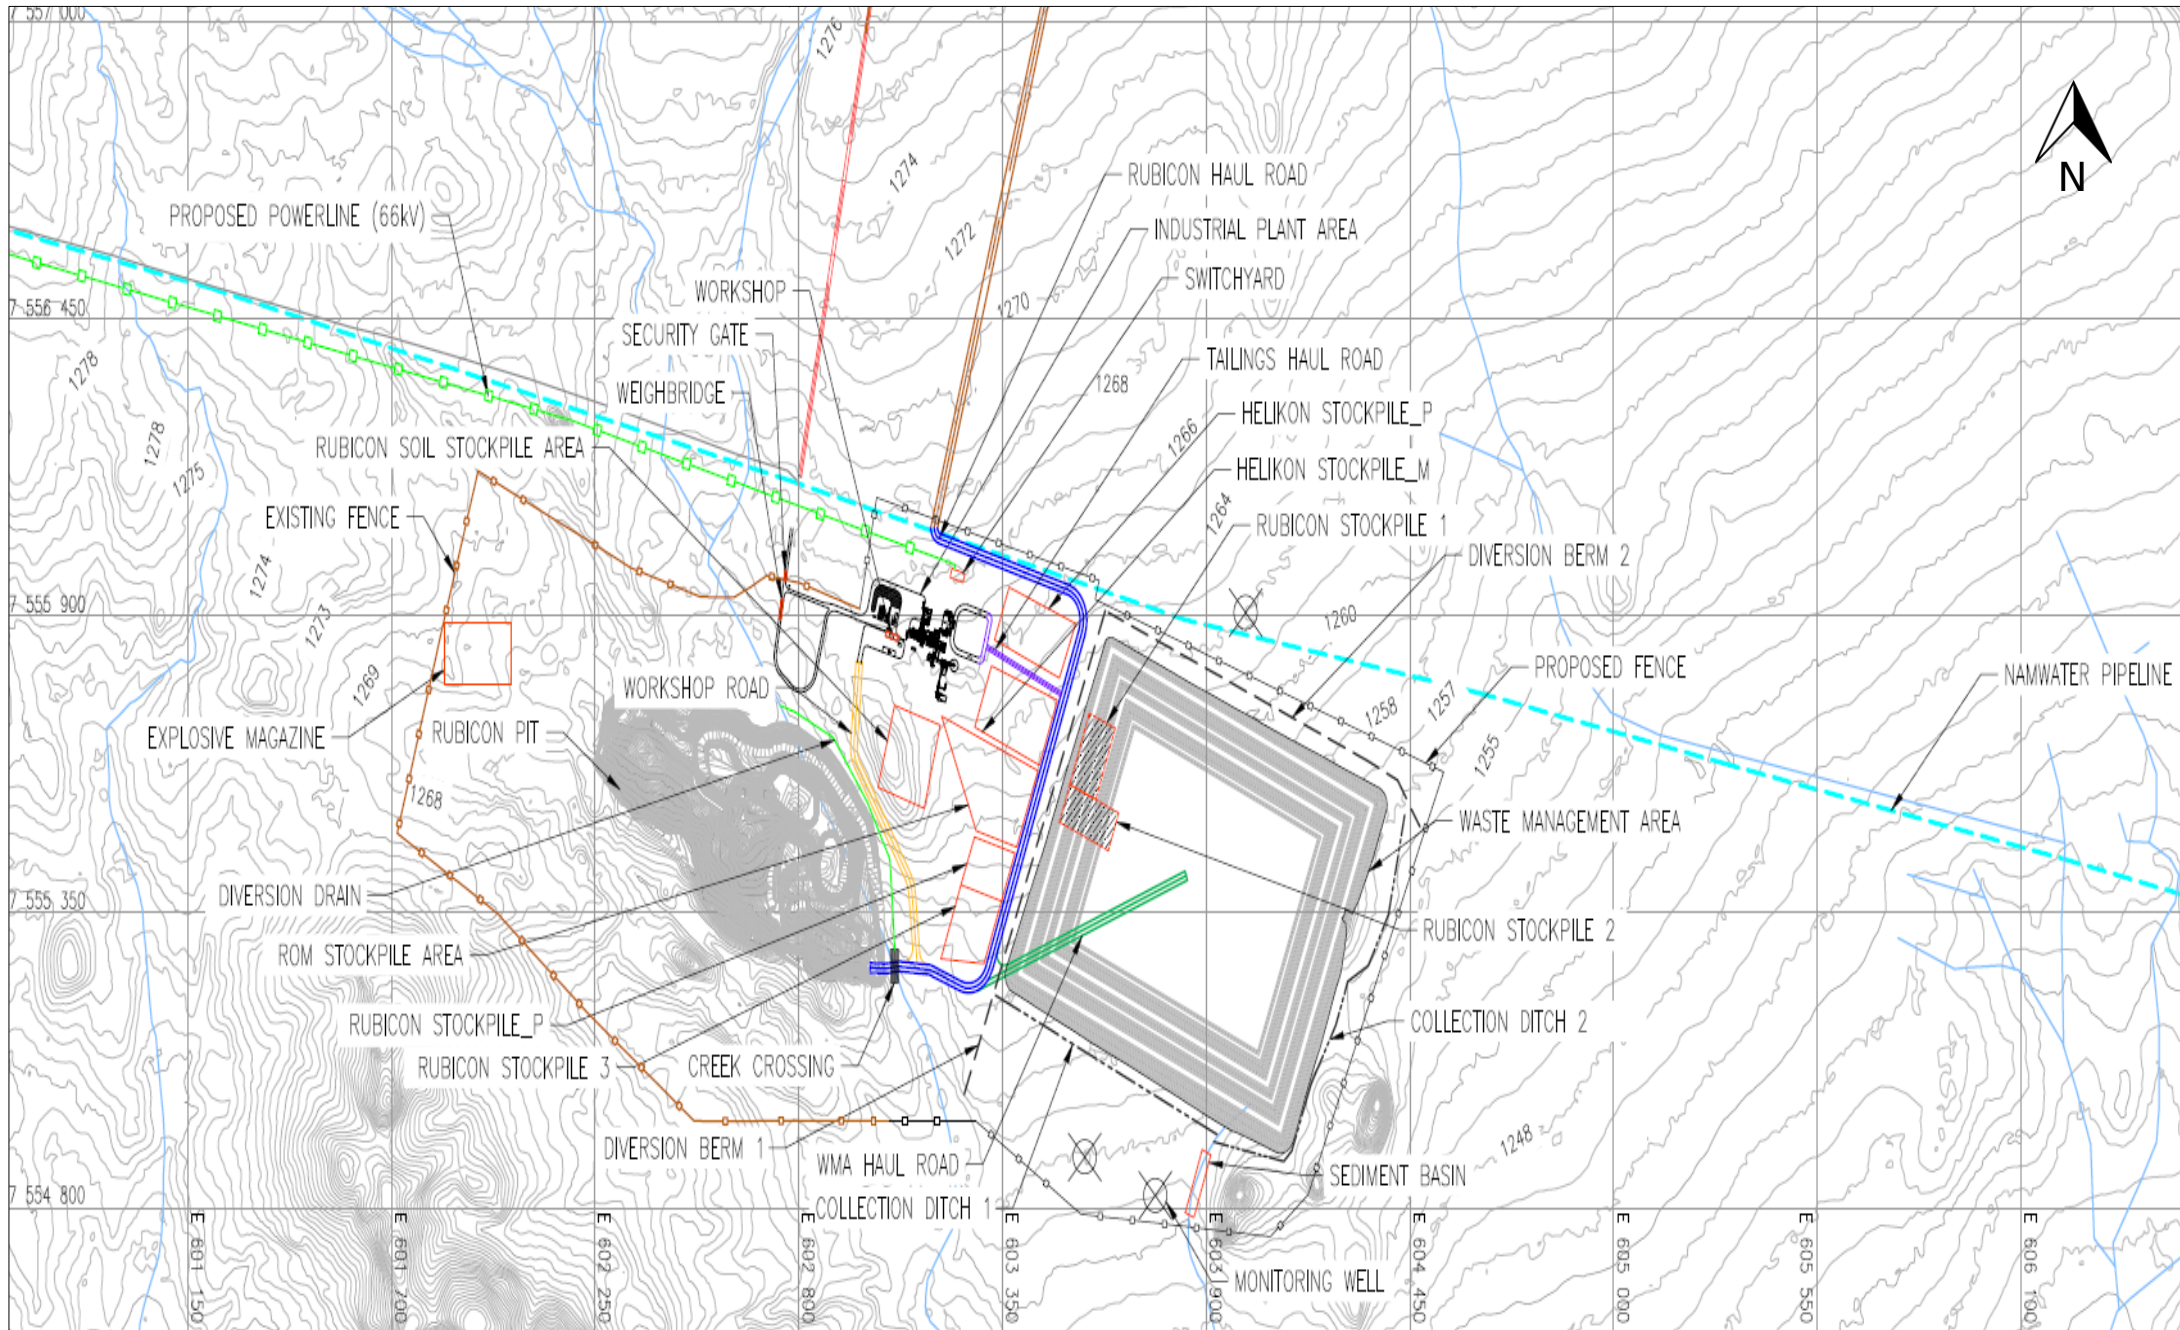 7 557 000
1276
N
1274
RUBICON HAUL ROAD
PROPOSED POWERLINE (66kV)
1272
INDUSTRIAL PLANT AREA
SWITCHYARD
WORKSHOP
1270
7 556 450
SECURITY GATE
TAILINGS HAUL ROAD
1278
1268
WEIGHBRIDGE
HELIKON STOCKPILE_P
1278
1266
RUBICON SOIL STOCKPILE AREA
HELIKON STOCKPILE_M
1275
1264
EXISTING FENCE
RUBICON STOCKPILE 1
DIVERSION BERM 2
1274
7 555 900
1260
1273
PROPOSED FENCE
NAMWATER PIPELINE
1269
WORKSHOP ROAD
1258
1257
EXPLOSIVE MAGAZINE
RUBICON PIT
1255
1268
WASTE MANAGEMENT AREA
DIVERSION DRAIN
7 555 350
RUBICON STOCKPILE 2
ROM STOCKPILE AREA
RUBICON STOCKPILE_P
COLLECTION DITCH 2
RUBICON STOCKPILE 3
CREEK CROSSING
1248
DIVERSION BERM 1
WMA HAUL ROAD
SEDIMENT BASIN
7 554 800
COLLECTION DITCH 1
MONITORING WELL
E 601 150
E 601 700
E 602 250
E 602 800
E 603 350
E 603 900
E 604 450
E 605 000
E 605 550
E 606 100